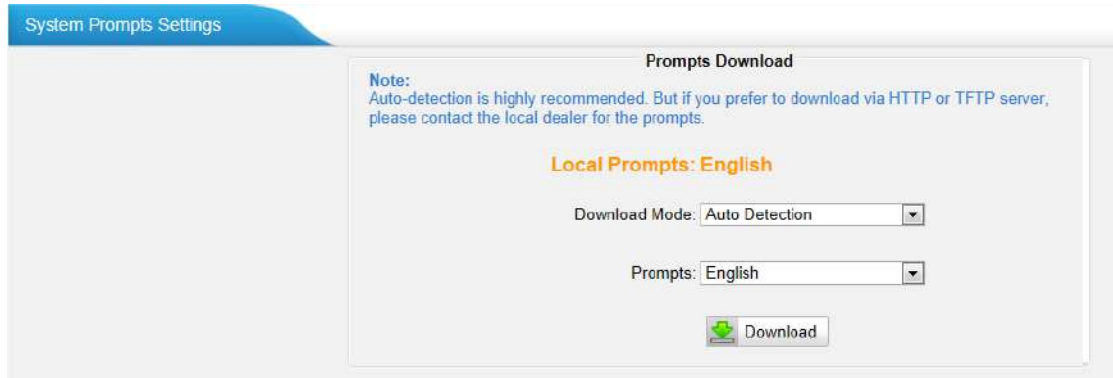 System Prompts Settings
Prompts Download
Note:
Auto-detection is highly recommended. But if you prefer to download via HTTP or TFTP server,
please contact the local dealer for the prompts.
Local Prompts: English
Download Mode: Auto Detection
Prompts: English
Download